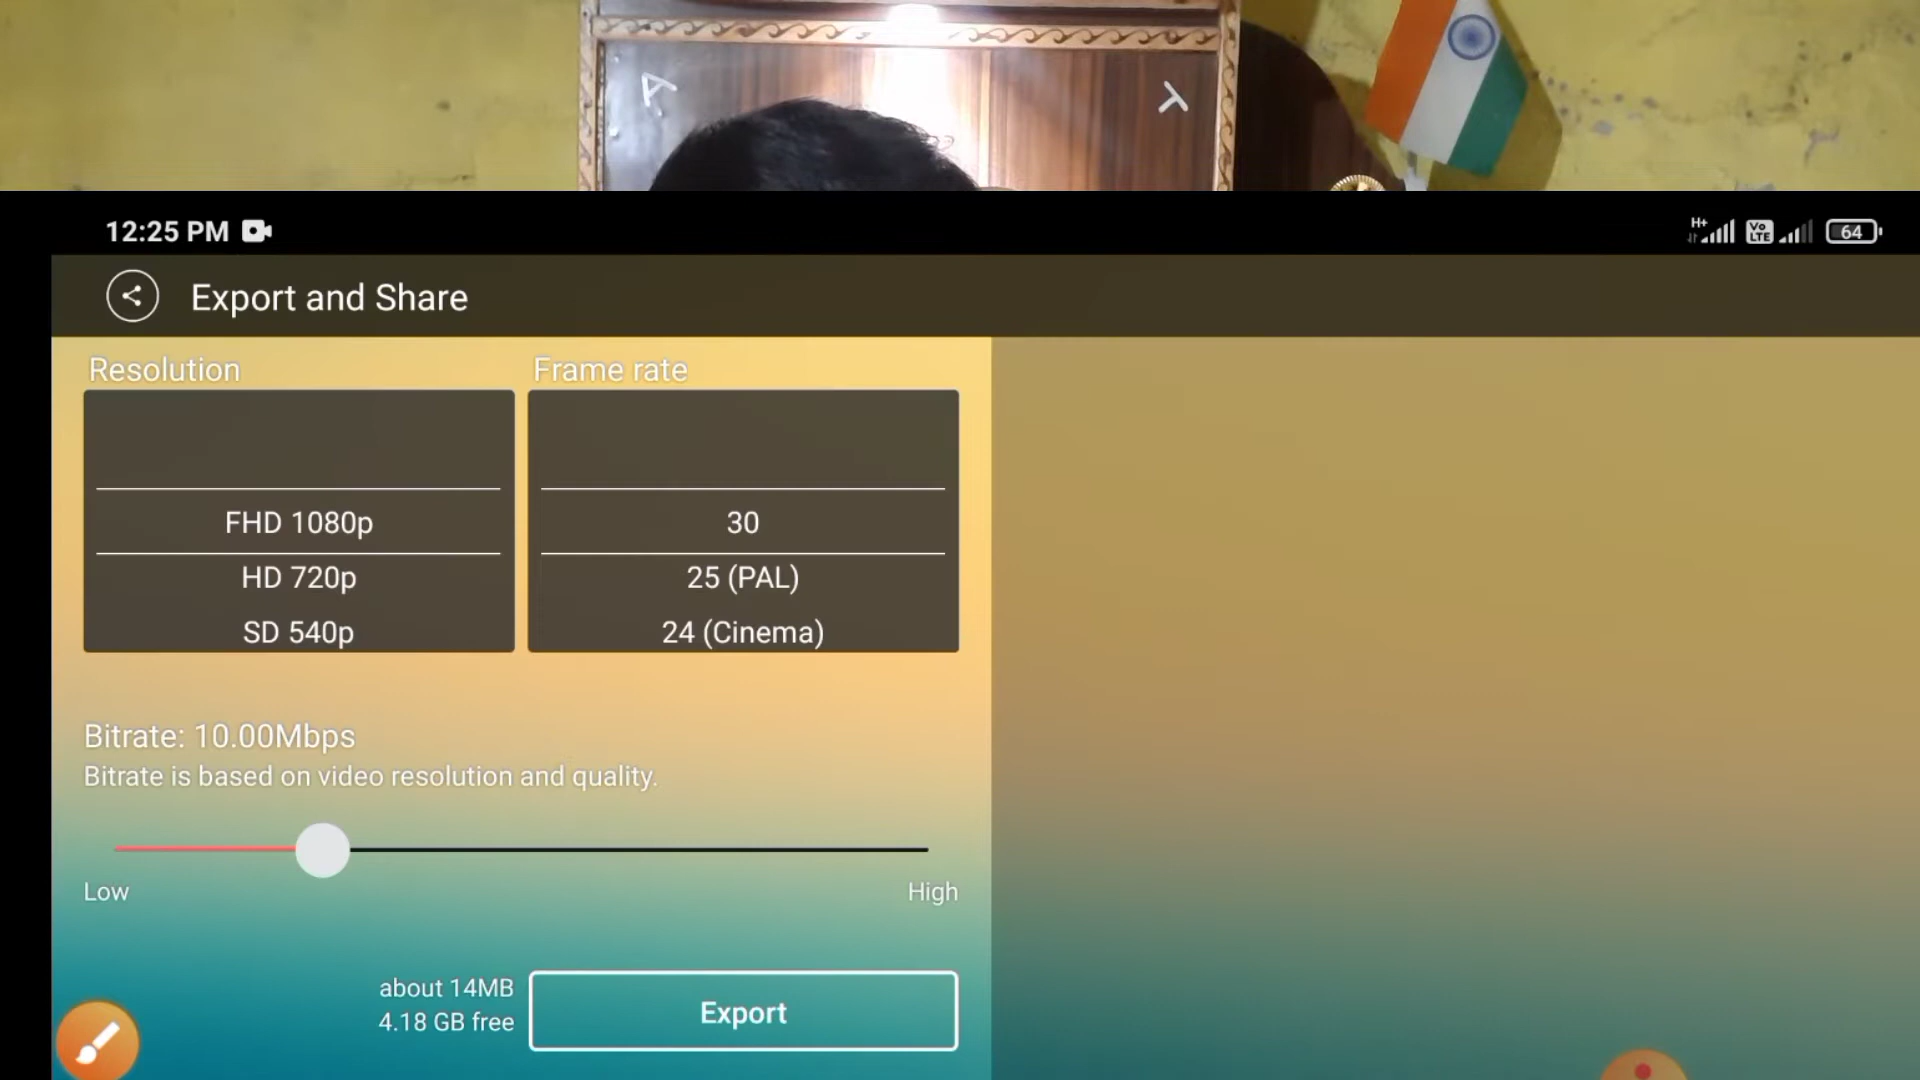 12:25 PM
H+
Vo
LTE
64
Export and Share
Resolution
Frame rate
FHD 1080p
HD 720p
SD 540p
30
25 (PAL)
24 (Cinema)
Bitrate: 10.00Mbps
Bitrate is based on video resolution and quality.
Low
High
about 14MB
4.18 GB free
Export